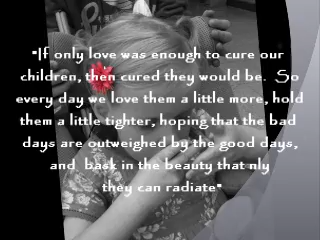 "If only love was enough to cure our
children, then cured they would be. So
every day we love them a little more, hold
them a little tighter, hoping that the bad
days are outweighed by the good days,
and bask in the beauty that nly
they can radiate"